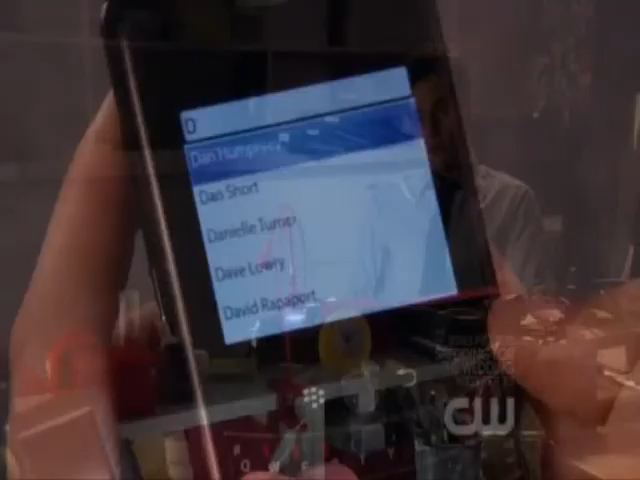 D
Dan Humphrey
Dan Short
Danielle Turner
Dave Lowry
David Rapaport
CW
Q W E